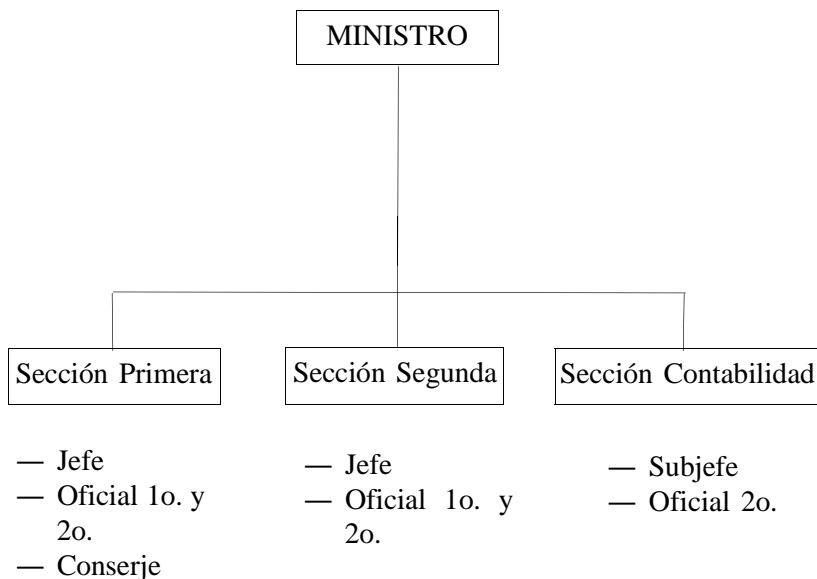 MINISTRO
Sección Primera
Sección Segunda
Sección Contabilidad
— Jefe
— Oficial 1o. y
2o.
— Conserje
— Jefe
— Oficial 1o. y
2o.
— Subjefe
— Oficial 2o.